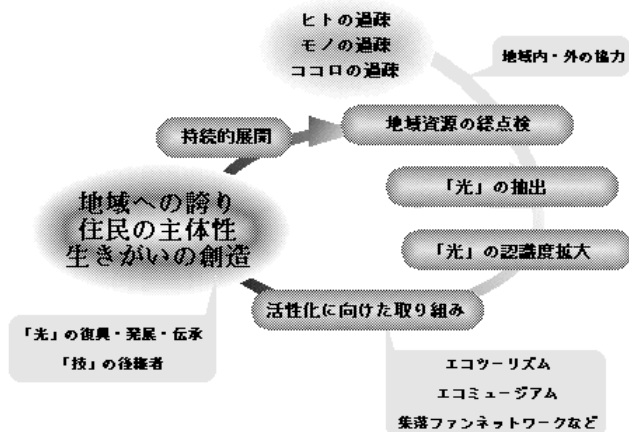 ヒトの過疎
モノの過疎
ココロの過疎
地域内・外の協力
地域資源の総点検
持続的展開
「光」の抽出
地域への誇り
住民の主体性
生きがいの創造
「光」の認識度拡大
活性化に向けた取り組み
「光」の復興・発展・伝承
「技」の後継者
エコツーリズム
エコミュージアム
集落ファンネットワークなど